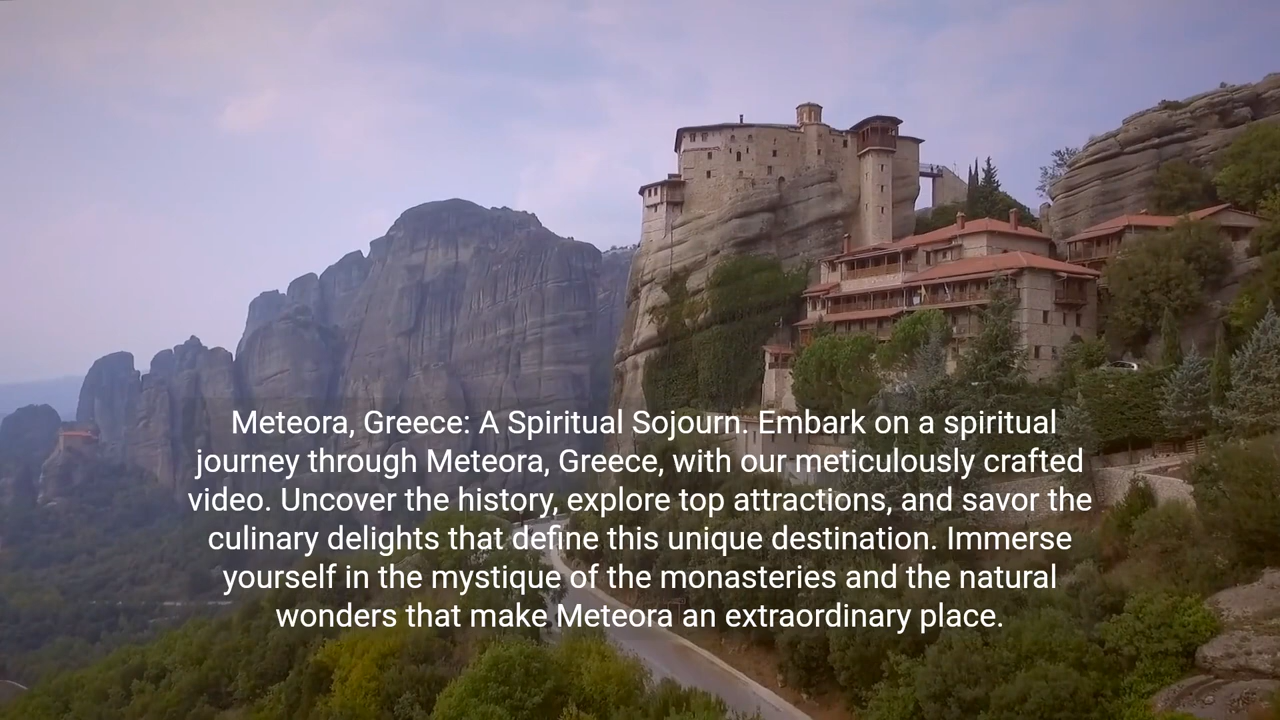 Meteora, Greece: A Spiritual Sojourn. Embark on a spiritual
journey through Meteora, Greece, with our meticulously crafted
video. Uncover the history, explore top attractions, and savor the
culinary delights that define this unique destination. Immerse
yourself in the mystique of the monasteries and the natural
wonders that make Meteora an extraordinary place.